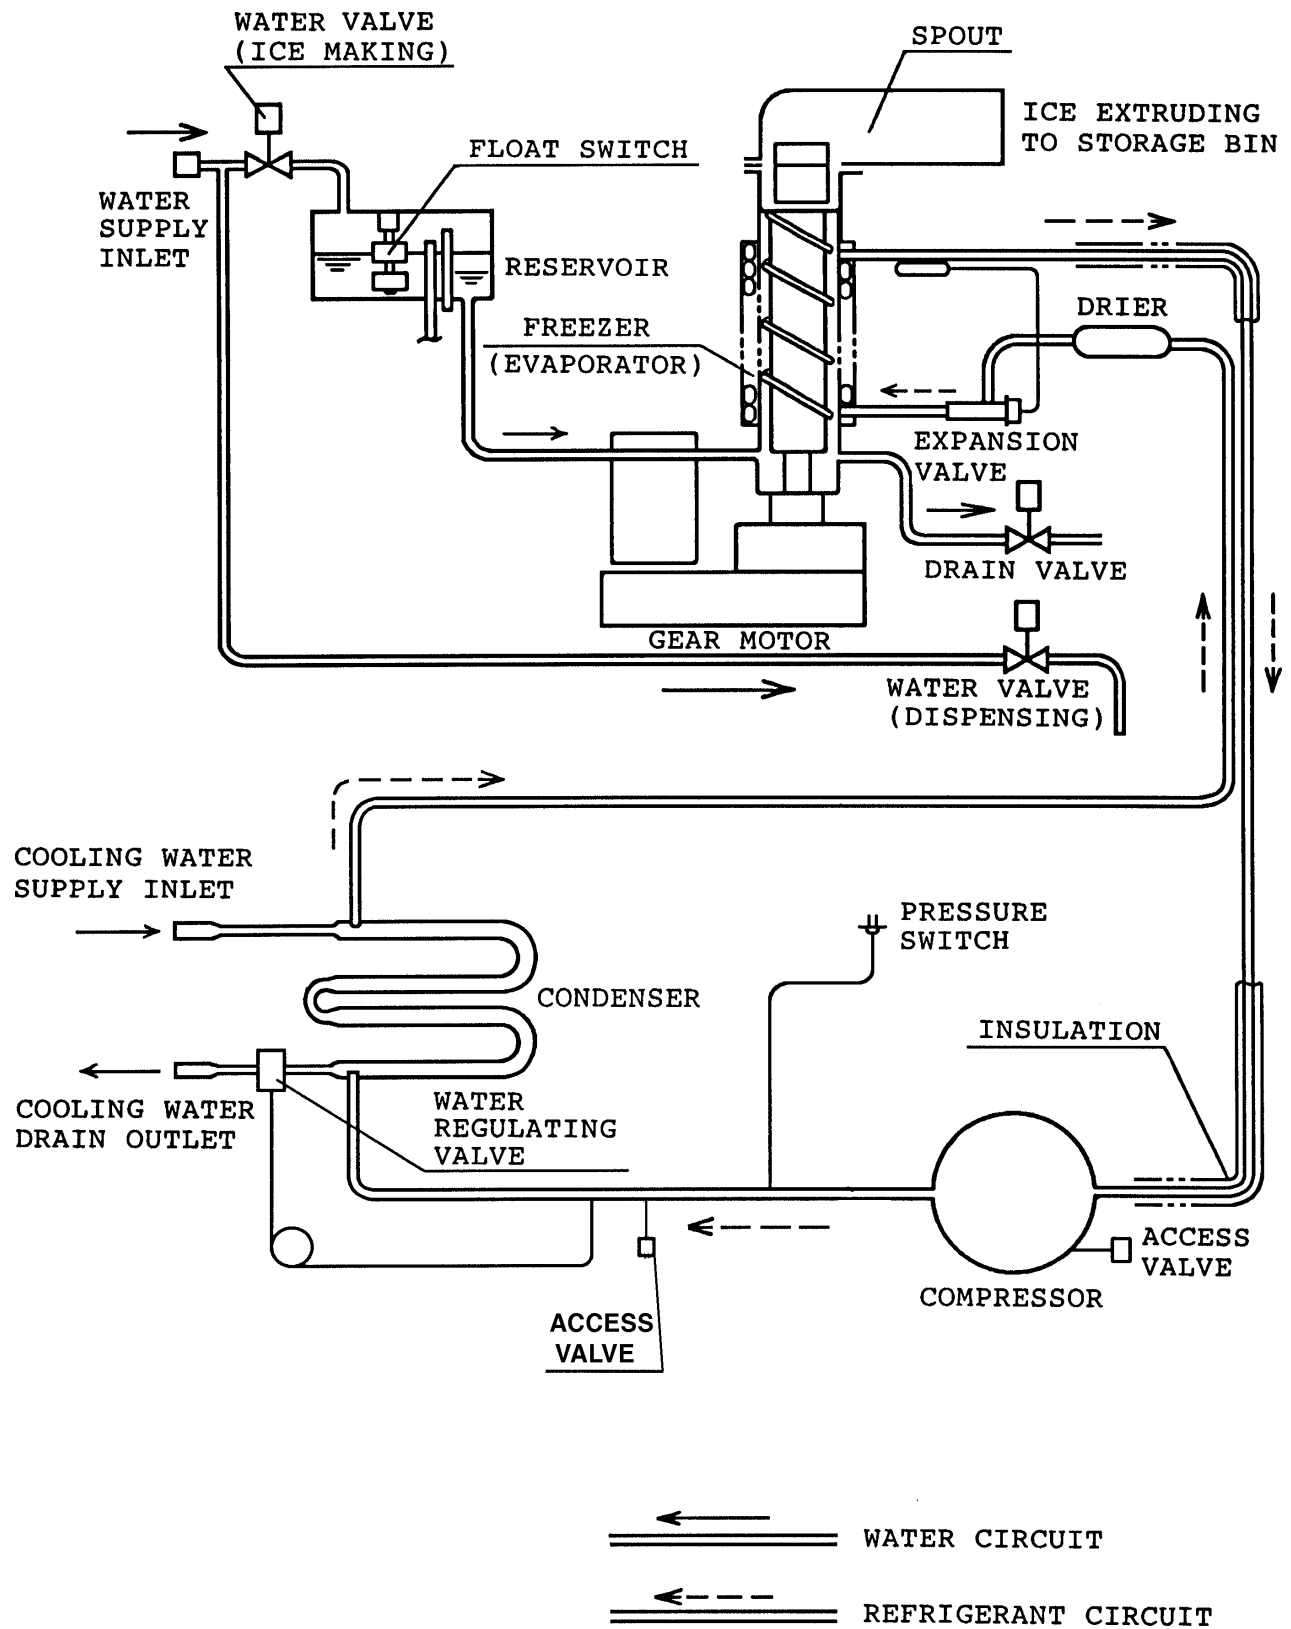 WATER VALVE
(ICE MAKING)
SPOUT
ICE EXTRUDING
TO STORAGE BIN
FLOAT SWITCH
WATER
SUPPLY
INLET
RESERVOIR
DRIER
FREEZER
(EVAPORATOR)
EXPANSION
VALVE
DRAIN VALVE
GEAR MOTOR
WATER VALVE
(DISPENSING)
COOLING WATER
SUPPLY INLET
PRESSURE
SWITCH
CONDENSER
INSULATION
COOLING WATER
DRAIN OUTLET
WATER
REGULATING
VALVE
ACCESS
VALVE
COMPRESSOR
ACCESS
VALVE
WATER CIRCUIT
REFRIGERANT CIRCUIT